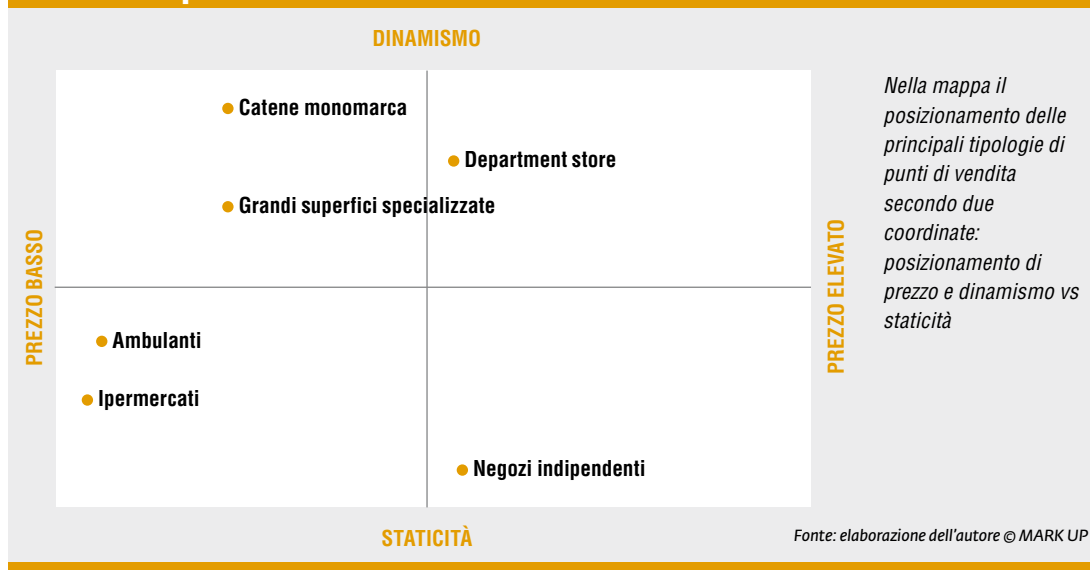 DINAMISMO
Catene monomarca
Department store
Grandi superfici specializzate
PREZZO BASSO
PREZZO ELEVATO
Ambulanti
Ipermercati
Negozi indipendenti
STATICITÀ
Nella mappa il
posizionamento delle
principali tipologie di
punti di vendita
secondo due
coordinate:
posizionamento di
prezzo e dinamismo vs
staticità
Fonte: elaborazione dell'autore © MARK UP